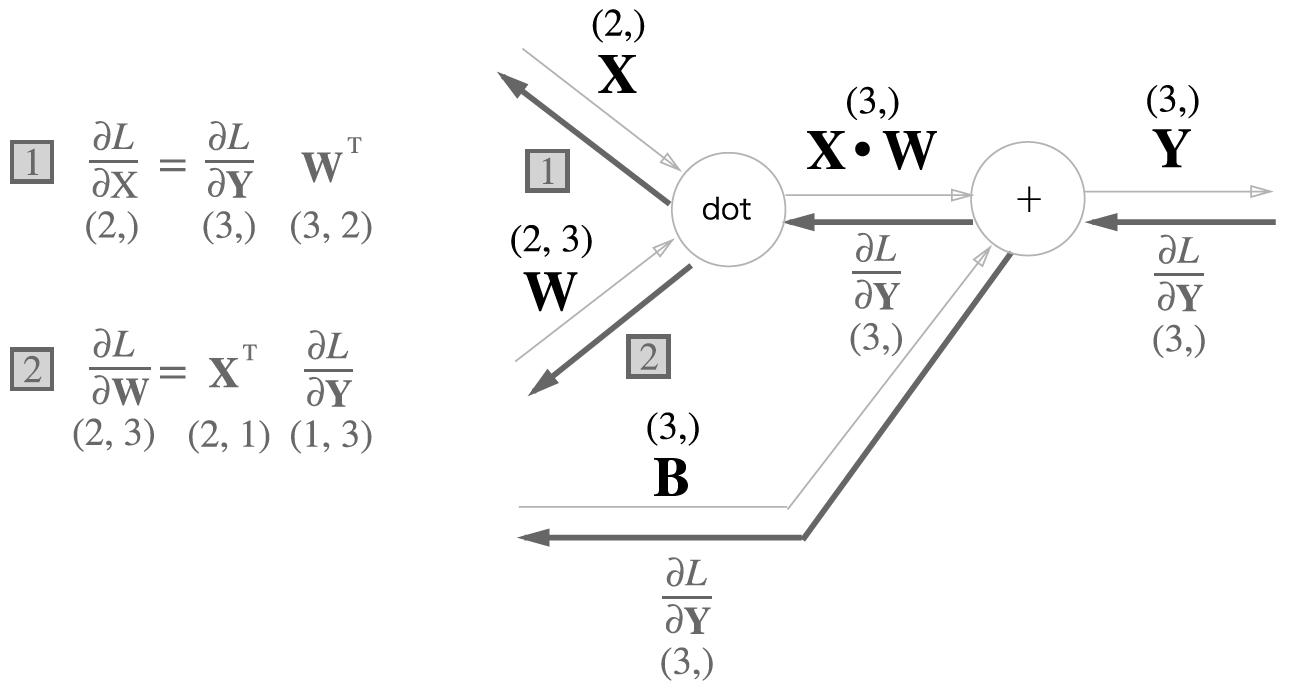 1 ∂L/∂X = ∂L/∂Y W^T
(2,) (3,) (3, 2)
2 ∂L/∂W = X^T ∂L/∂Y
(2, 3) (2, 1) (1, 3)
(2,)
X
1
(2, 3)
W
2
dot
(3,)
X • W
∂L/∂Y
(3,)
+
(3,)
Y
∂L/∂Y
(3,)
(3,)
B
∂L/∂Y
(3,)